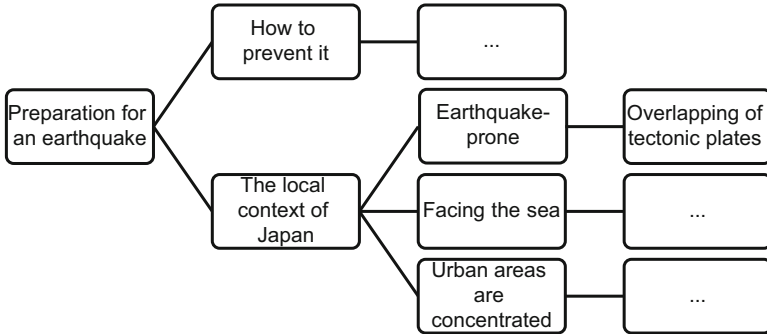 How to
prevent it
...
Preparation for
an earthquake
Earthquake-
prone
Overlapping of
tectonic plates
The local
context of
Japan
Facing the sea
...
Urban areas
are
concentrated
...